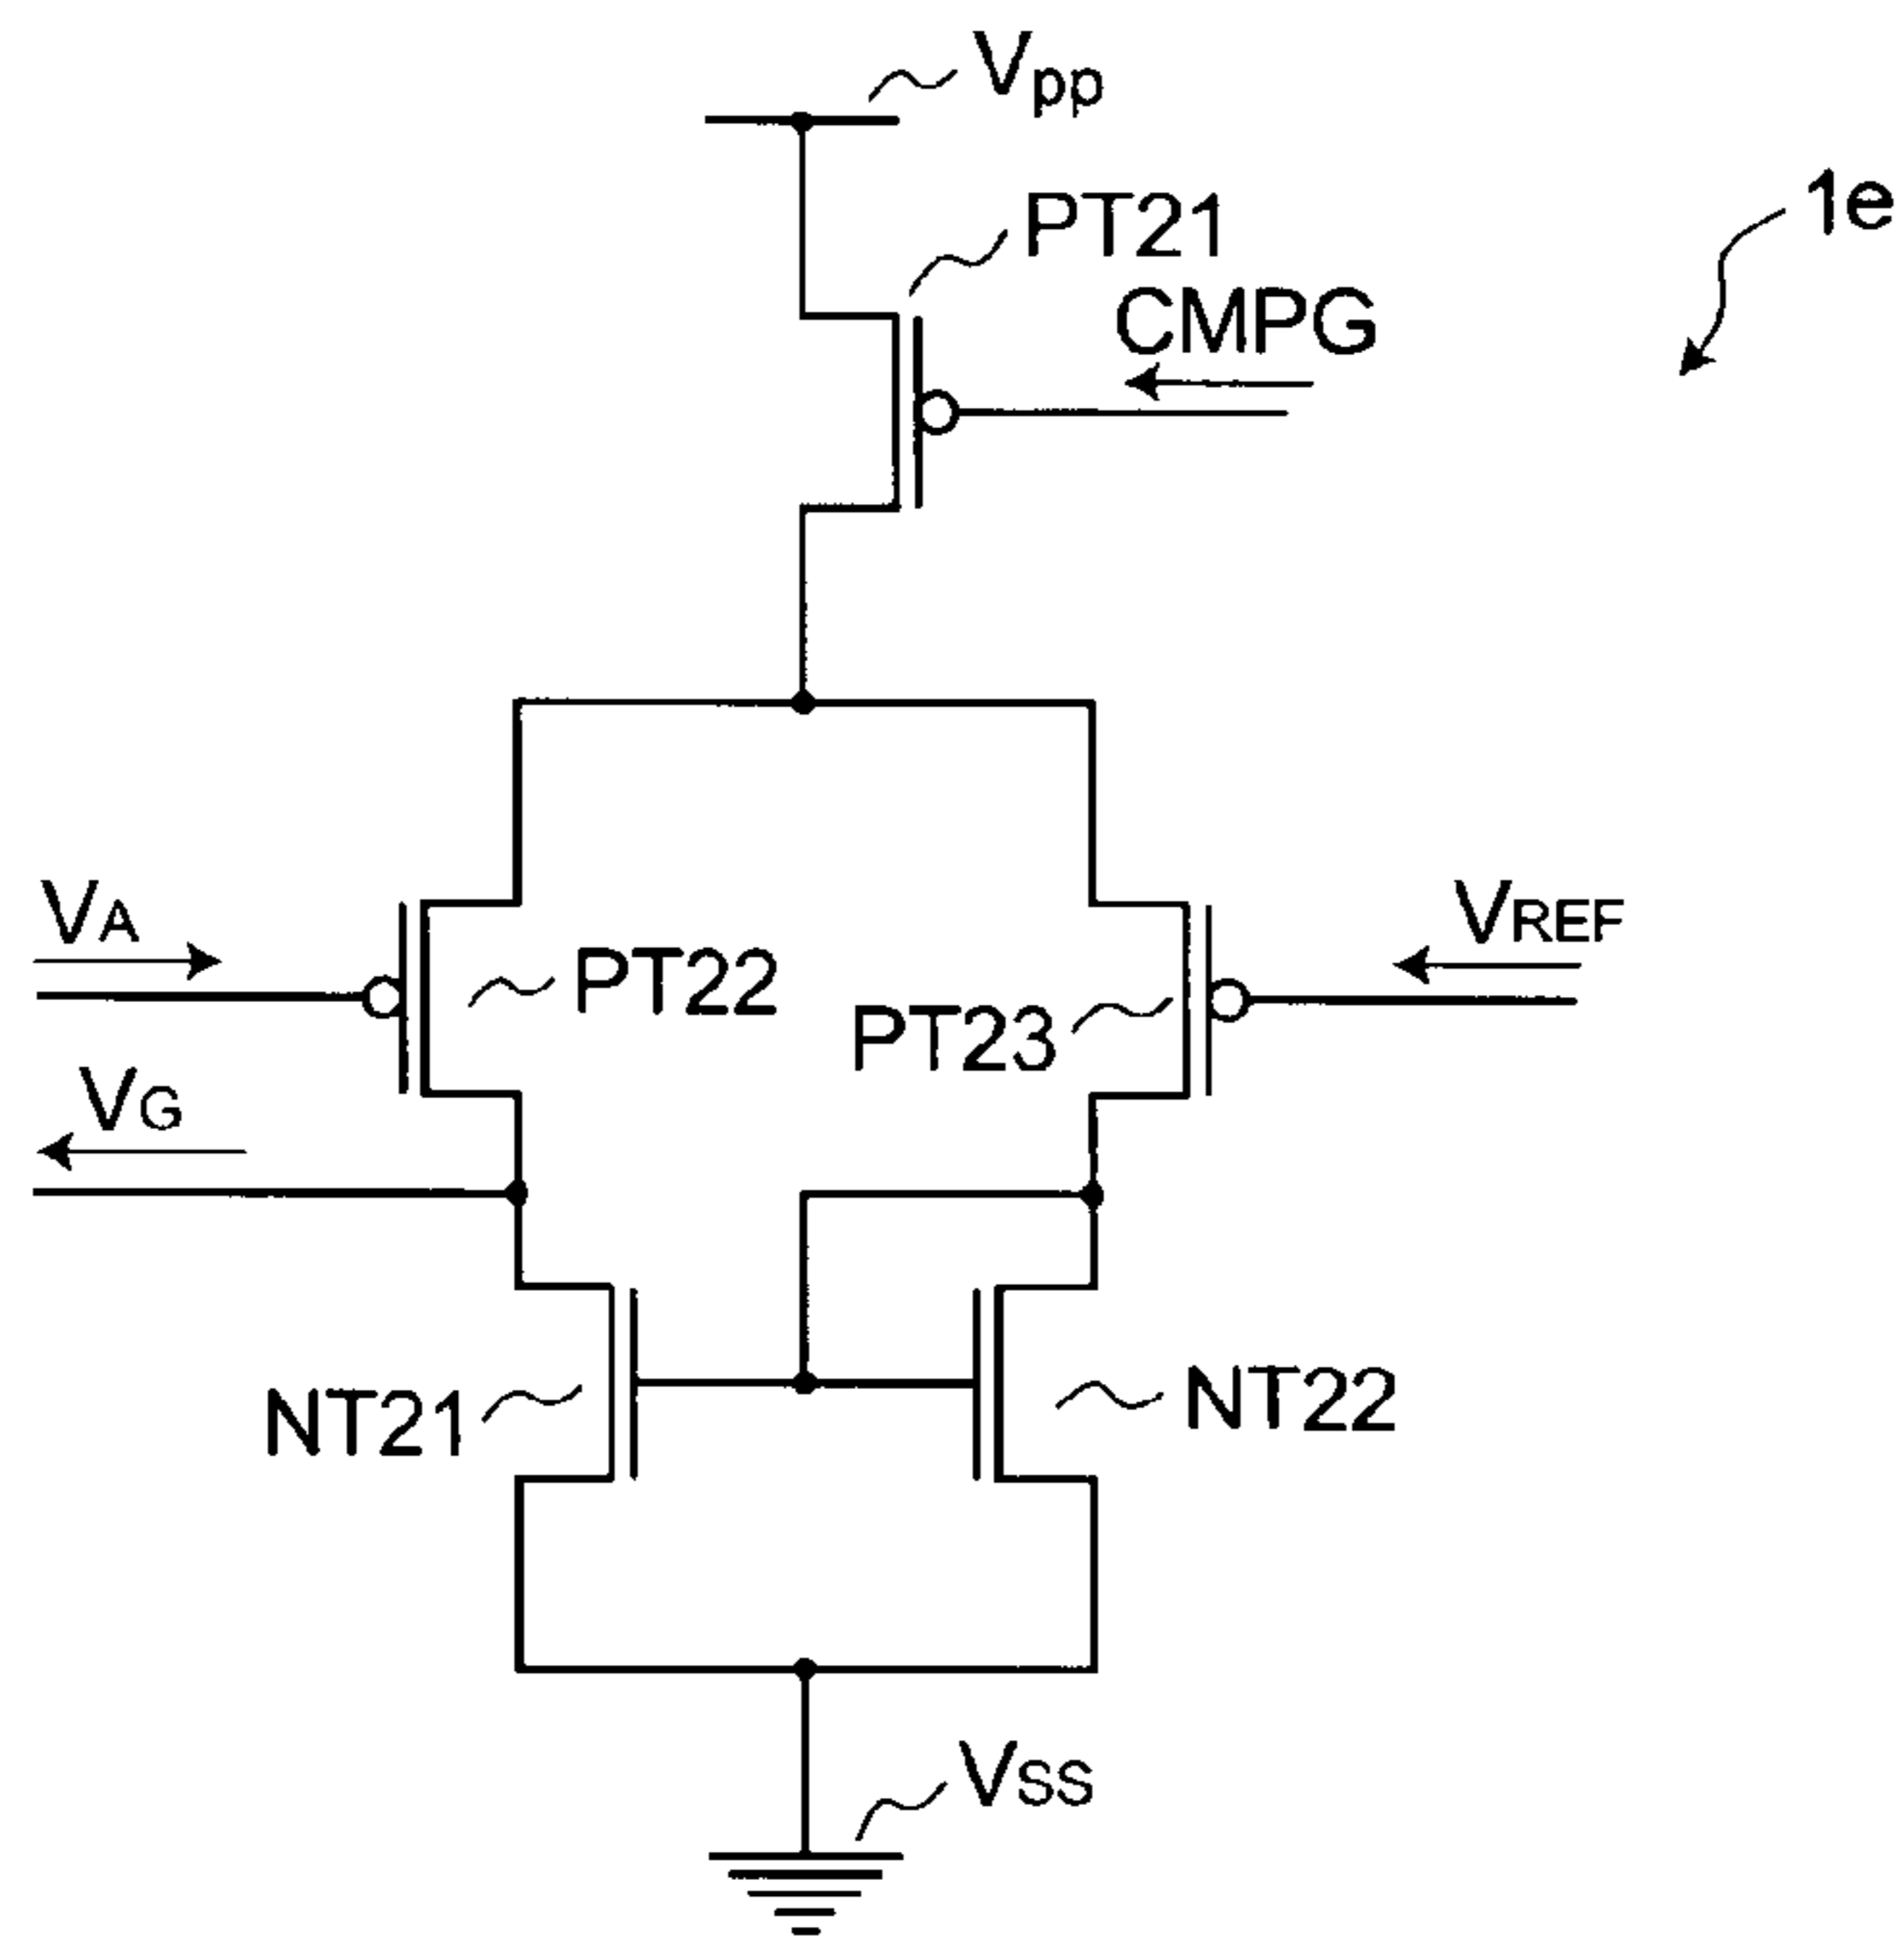 Vpp
PT21
1e
CMPG
VA
VREF
PT22
PT23
VG
NT21
NT22
VSS